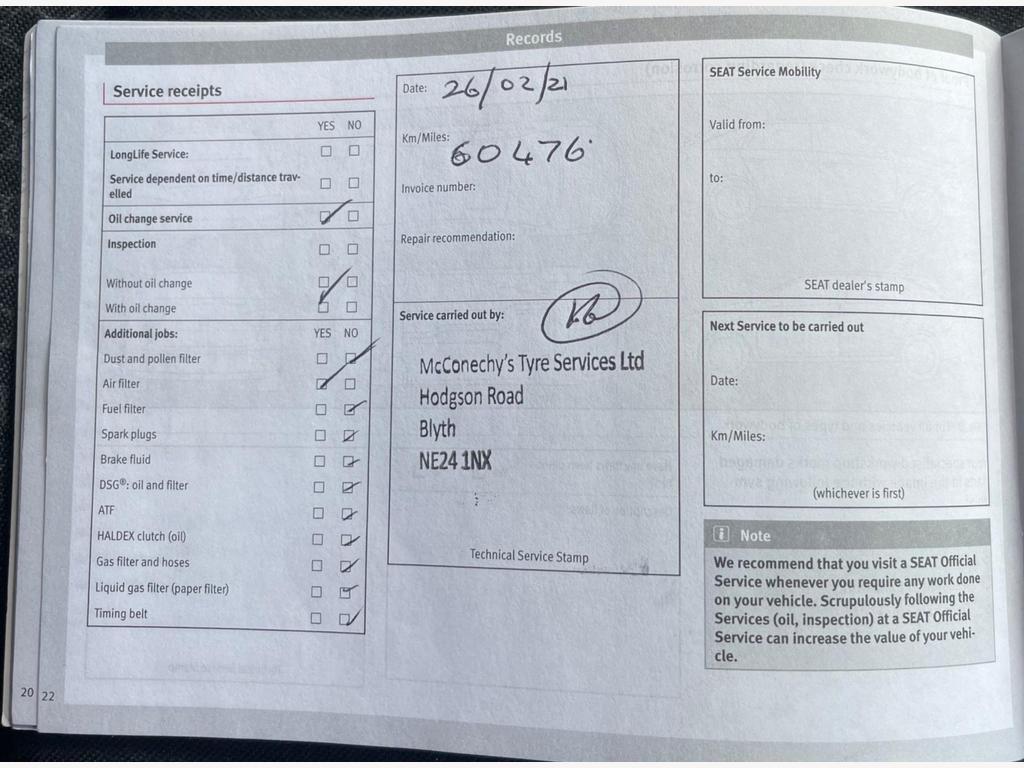 Records
Service receipts
YES NO
LongLife Service:
Service dependent on time/distance trav-
elled
Oil change service
Inspection
Without oil change
With oil change
Additional jobs: YES NO
Dust and pollen filter
Air filter
Fuel filter
Spark plugs
Brake fluid
DSG®: oil and filter
ATF
HALDEX clutch (oil)
Gas filter and hoses
Liquid gas filter (paper filter)
Timing belt
Date: 26/02/21
Km/Miles: 60476
Invoice number:
Repair recommendation:
Service carried out by:
McConechy's Tyre Services Ltd
Hodgson Road
Blyth
NE24 1NX
Technical Service Stamp
SEAT Service Mobility
Valid from:
to:
SEAT dealer's stamp
Next Service to be carried out
Date:
Km/Miles:
(whichever is first)
i Note
We recommend that you visit a SEAT Official
Service whenever you require any work done
on your vehicle. Scrupulously following the
Services (oil, inspection) at a SEAT Official
Service can increase the value of your vehi-
cle.
20 22